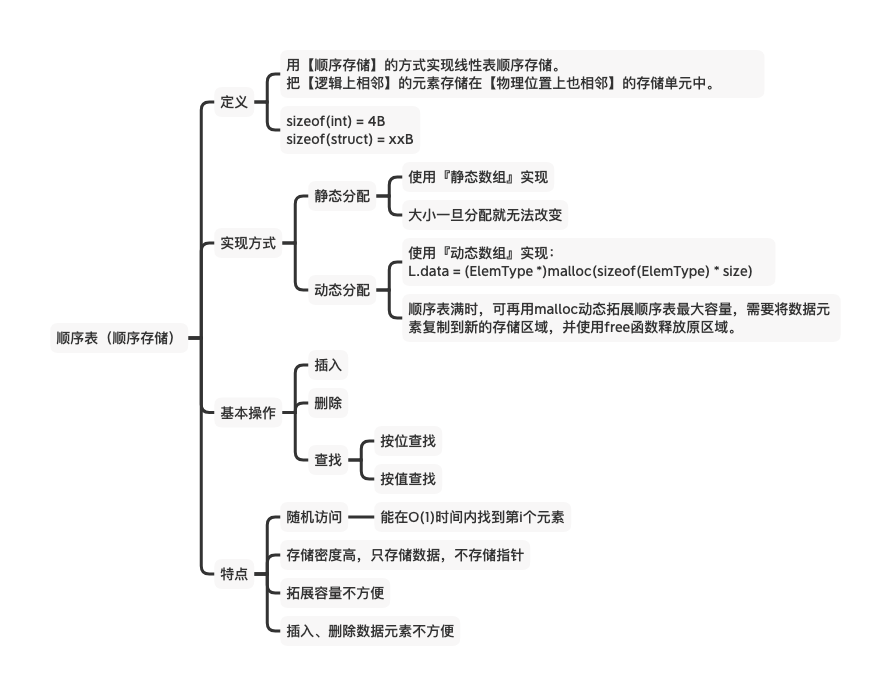 顺序表（顺序存储）
定义
用【顺序存储】的方式实现线性表顺序存储。
把【逻辑上相邻】的元素存储在【物理位置上也相邻】的存储单元中。
sizeof(int) = 4B
sizeof(struct) = xxB
实现方式
静态分配
使用『静态数组』实现
大小一旦分配就无法改变
动态分配
使用『动态数组』实现：
L.data = (ElemType *)malloc(sizeof(ElemType) * size)
顺序表满时，可再用malloc动态拓展顺序表最大容量，需要将数据元
素复制到新的存储区域，并使用free函数释放原区域。
基本操作
插入
删除
查找
按位查找
按值查找
特点
随机访问
能在O(1)时间内找到第i个元素
存储密度高，只存储数据，不存储指针
拓展容量不方便
插入、删除数据元素不方便